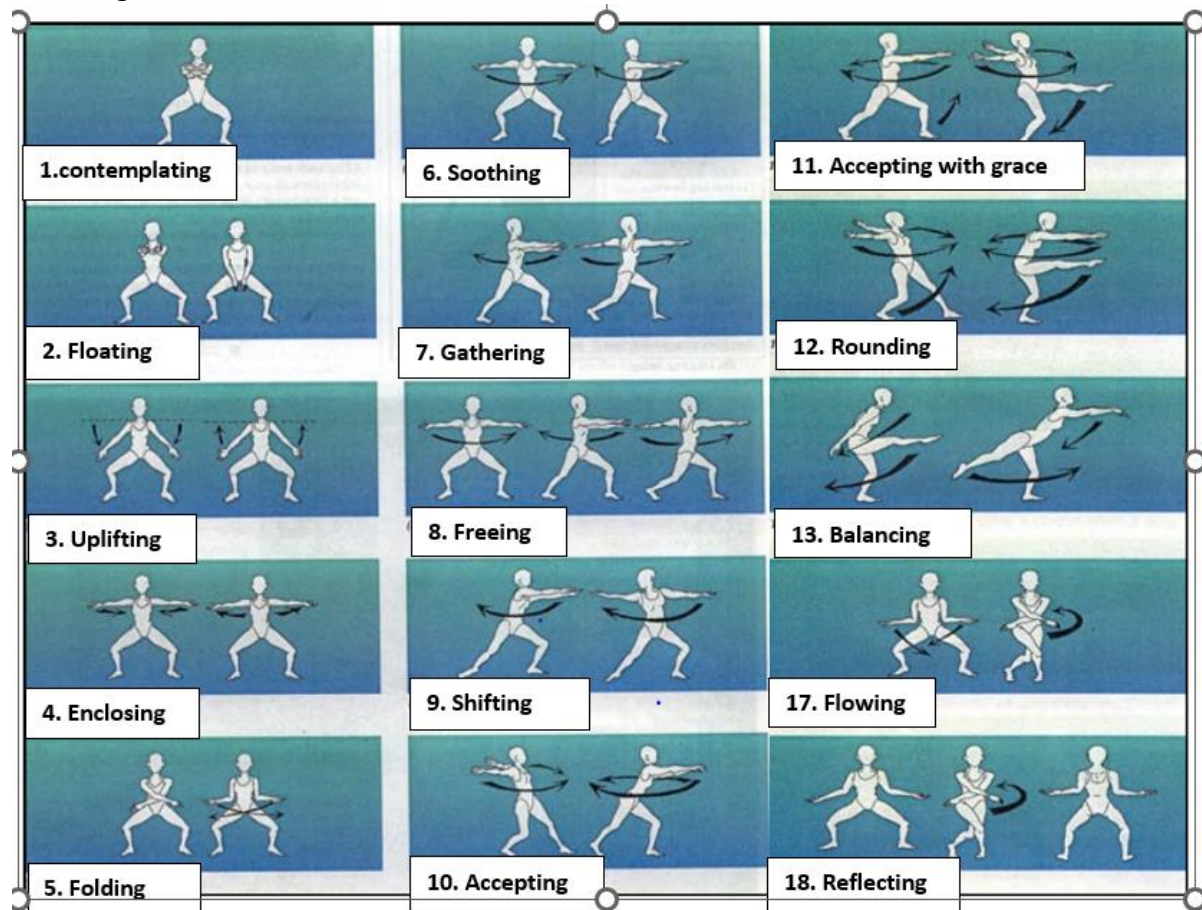 1.contemplating
2. Floating
3. Uplifting
4. Enclosing
5. Folding
6. Soothing
7. Gathering
8. Freeing
9. Shifting
10. Accepting
11. Accepting with grace
12. Rounding
13. Balancing
17. Flowing
18. Reflecting